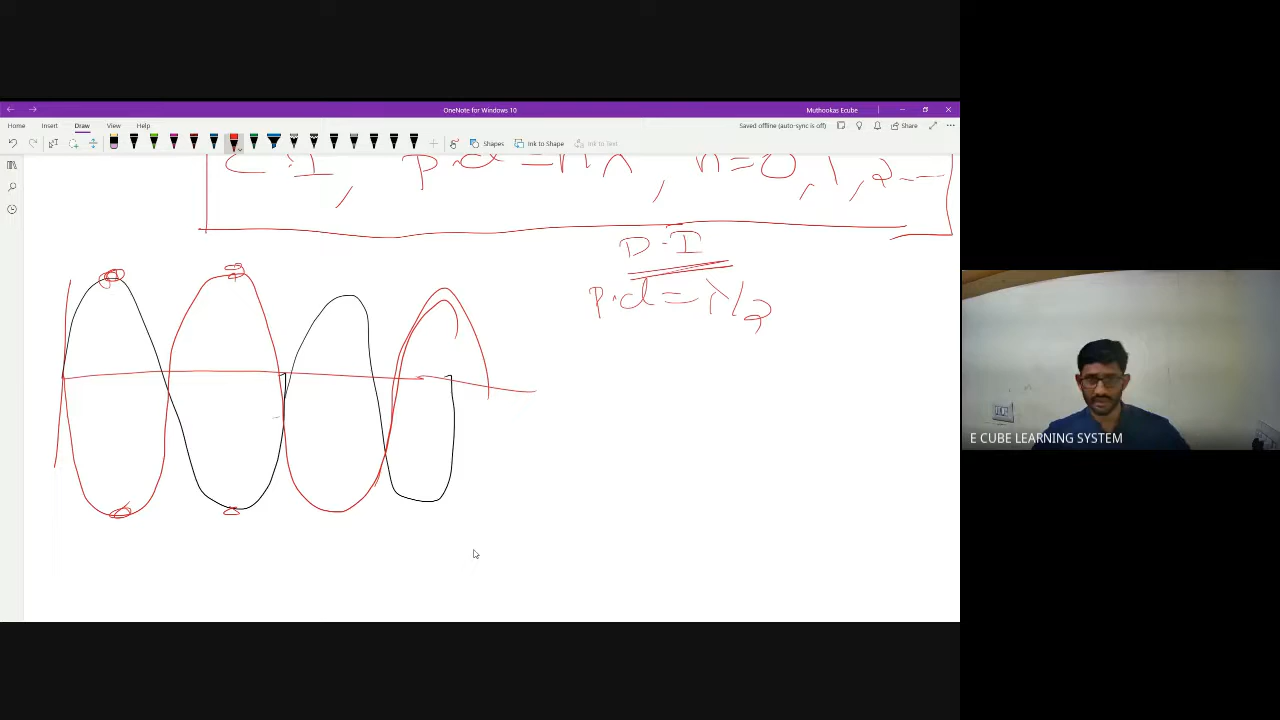 OneNote for Windows 10
Muthookas Ecube
Home Insert Draw View Help
Saved offline (auto-sync is off)
Share
Shapes
Ink to Shape
Ink to Text
C·I, p.d = nλ, n=0, 1, 2---
D·I
p.d = λ/2
E CUBE LEARNING SYSTEM